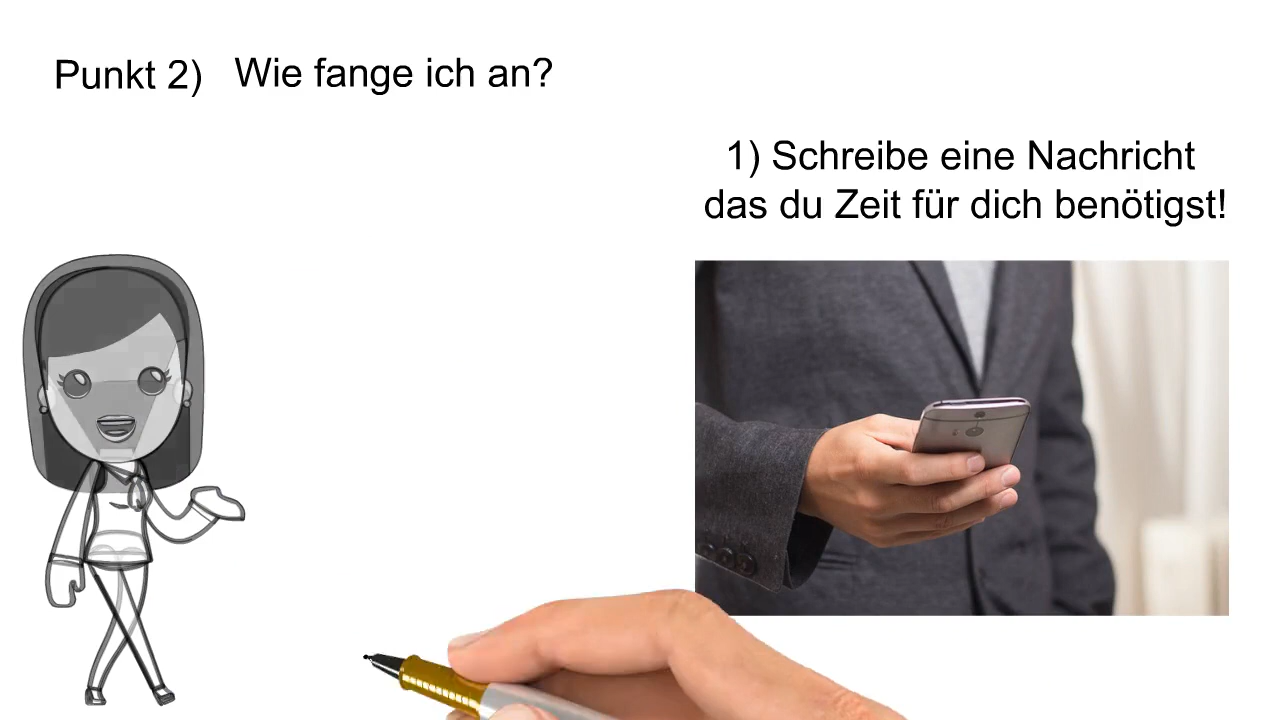 Punkt 2) Wie fange ich an?
1) Schreibe eine Nachricht
das du Zeit für dich benötigst!